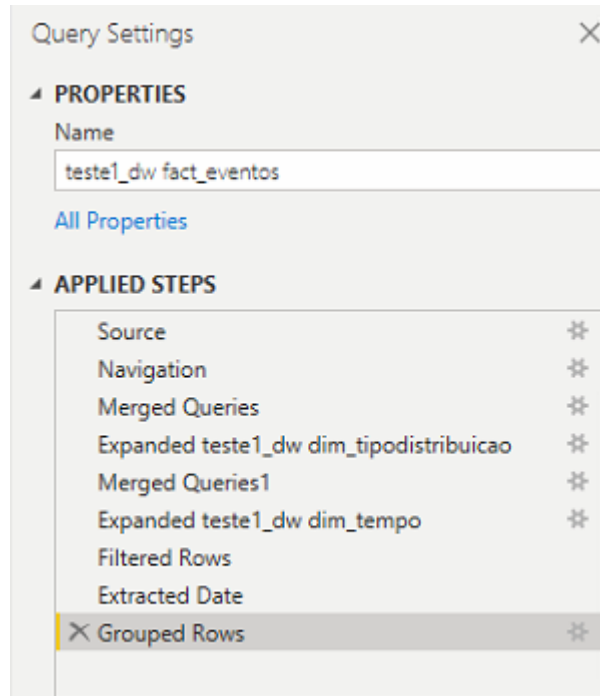 Query Settings
PROPERTIES
Name
teste1_dw fact_eventos
All Properties
APPLIED STEPS
Source
Navigation
Merged Queries
Expanded teste1_dw dim_tipodistribuicao
Merged Queries1
Expanded teste1_dw dim_tempo
Filtered Rows
Extracted Date
Grouped Rows